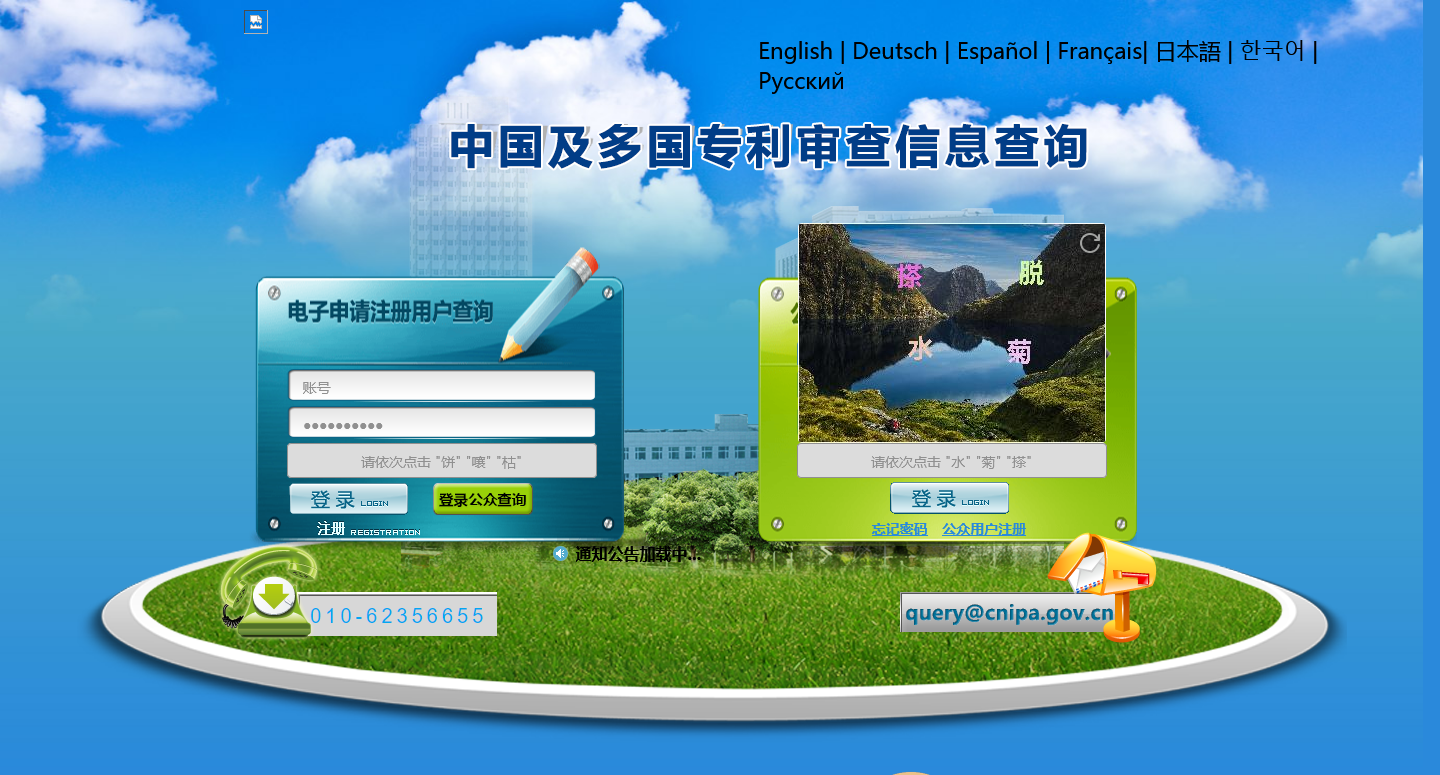 English | Deutsch | Español | Français| 日本語 | 한국어 |
Русский
中国及多国专利审查信息查询
电子申请注册用户查询
账号
••••••••••
请依次点击 "饼" "嚷" "枯"
登录 LOGIN
登录公众查询
注册 REGISTRATION
搽
脱
水
菊
请依次点击 "水" "菊" "搽"
登录 LOGIN
忘记密码 公众用户注册
通知公告加载中...
010-62356655
query@cnipa.gov.cn